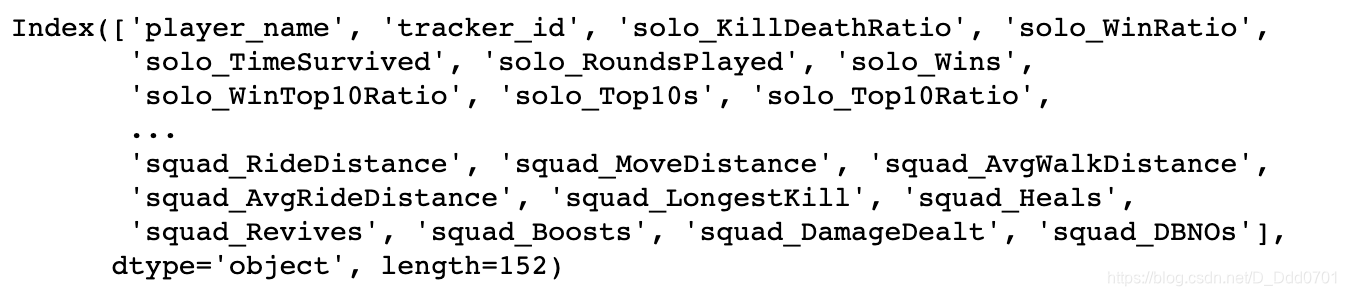 Index(['player_name', 'tracker_id', 'solo_KillDeathRatio', 'solo_WinRatio',
'solo_TimeSurvived', 'solo_RoundsPlayed', 'solo_Wins',
'solo_WinTop10Ratio', 'solo_Top10s', 'solo_Top10Ratio',
...
'squad_RideDistance', 'squad_MoveDistance', 'squad_AvgWalkDistance',
'squad_AvgRideDistance', 'squad_LongestKill', 'squad_Heals',
'squad_Revives', 'squad_Boosts', 'squad_DamageDealt', 'squad_DBNOs'],
dtype='object', length=152)
https://blog.csdn.net/D_Ddd0701